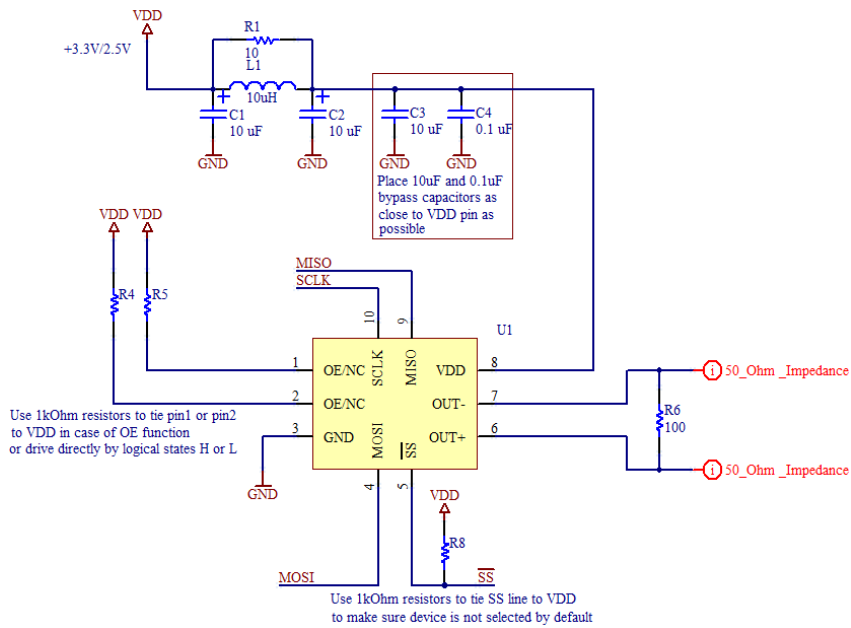 VDD
+3.3V/2.5V
R1
10
L1
10uH
C1
10 uF
C2
10 uF
C3
10 uF
C4
0.1 uF
GND
GND
GND
GND
Place 10uF and 0.1uF
bypass capacitors as
close to VDD pin as
possible
VDD VDD
R4
R5
MISO
SCLK
10
9
U1
1
OE/NC
SCLK
MISO
VDD
8
2
OE/NC
OUT-
7
3
GND
MOSI
SS
OUT+
6
50_Ohm _Impedance
R6
100
50_Ohm _Impedance
Use 1kOhm resistors to tie pin1 or pin2
to VDD in case of OE function
or drive directly by logical states H or L
GND
4
5
VDD
R8
MOSI
SS
Use 1kOhm resistors to tie SS line to VDD
to make sure device is not selected by default